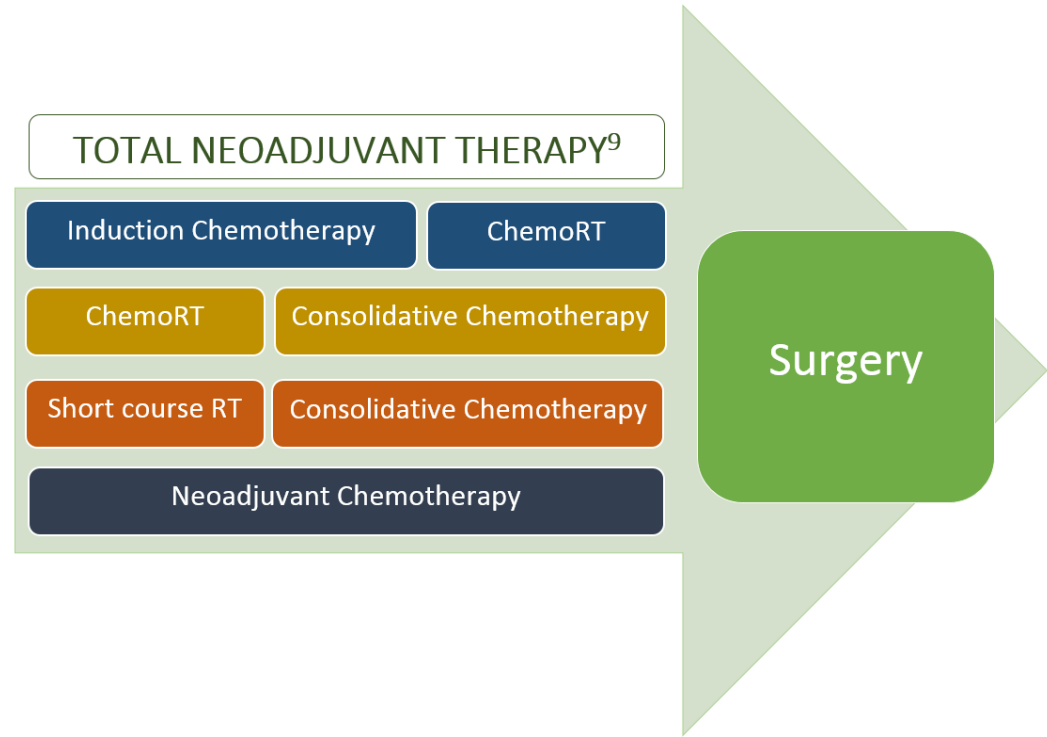 TOTAL NEOADJUVANT THERAPY⁹
Induction Chemotherapy
ChemoRT
ChemoRT
Consolidative Chemotherapy
Short course RT
Consolidative Chemotherapy
Neoadjuvant Chemotherapy
Surgery